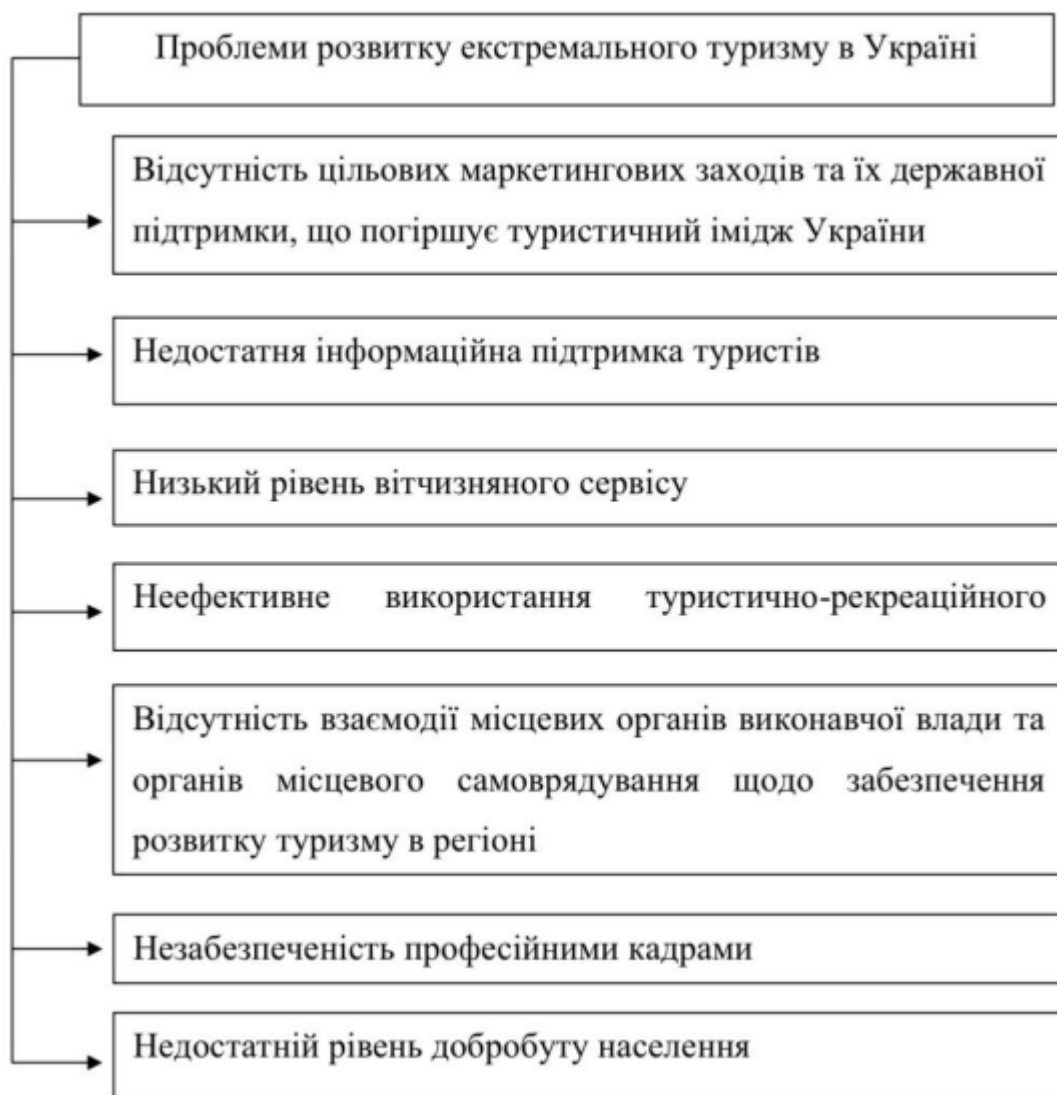 Проблеми розвитку екстремального туризму в Україні
Відсутність цільових маркетингових заходів та їх державної
підтримки, що погіршує туристичний імідж України
Недостатня інформаційна підтримка туристів
Низький рівень вітчизняного сервісу
Неефективне використання туристично-рекреаційного
Відсутність взаємодії місцевих органів виконавчої влади та
органів місцевого самоврядування щодо забезпечення
розвитку туризму в регіоні
Незабезпеченість професійними кадрами
Недостатній рівень добробуту населення